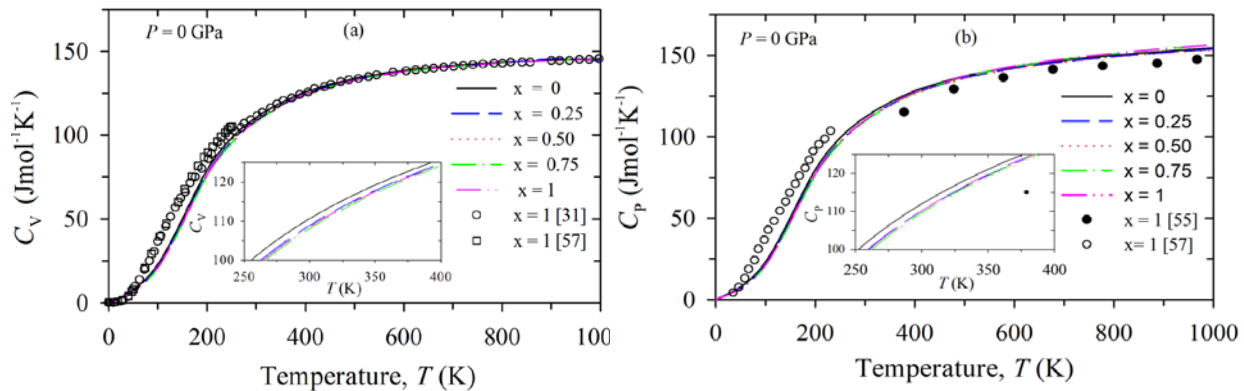 P = 0 GPa
(a)
150
100
50
0
C_V (Jmol⁻¹K⁻¹)
x = 0
x = 0.25
x = 0.50
x = 0.75
x = 1
x = 1 [31]
x = 1 [57]
120
110
100
C_V
250 300 350 400
T (K)
0 200 400 600 800 1000
Temperature, T (K)
P = 0 GPa
(b)
150
100
50
0
C_P (Jmol⁻¹K⁻¹)
x = 0
x = 0.25
x = 0.50
x = 0.75
x = 1
x = 1 [55]
x= 1 [57]
120
110
100
C_P
250 300 350 400
T (K)
0 200 400 600 800 1000
Temperature, T (K)